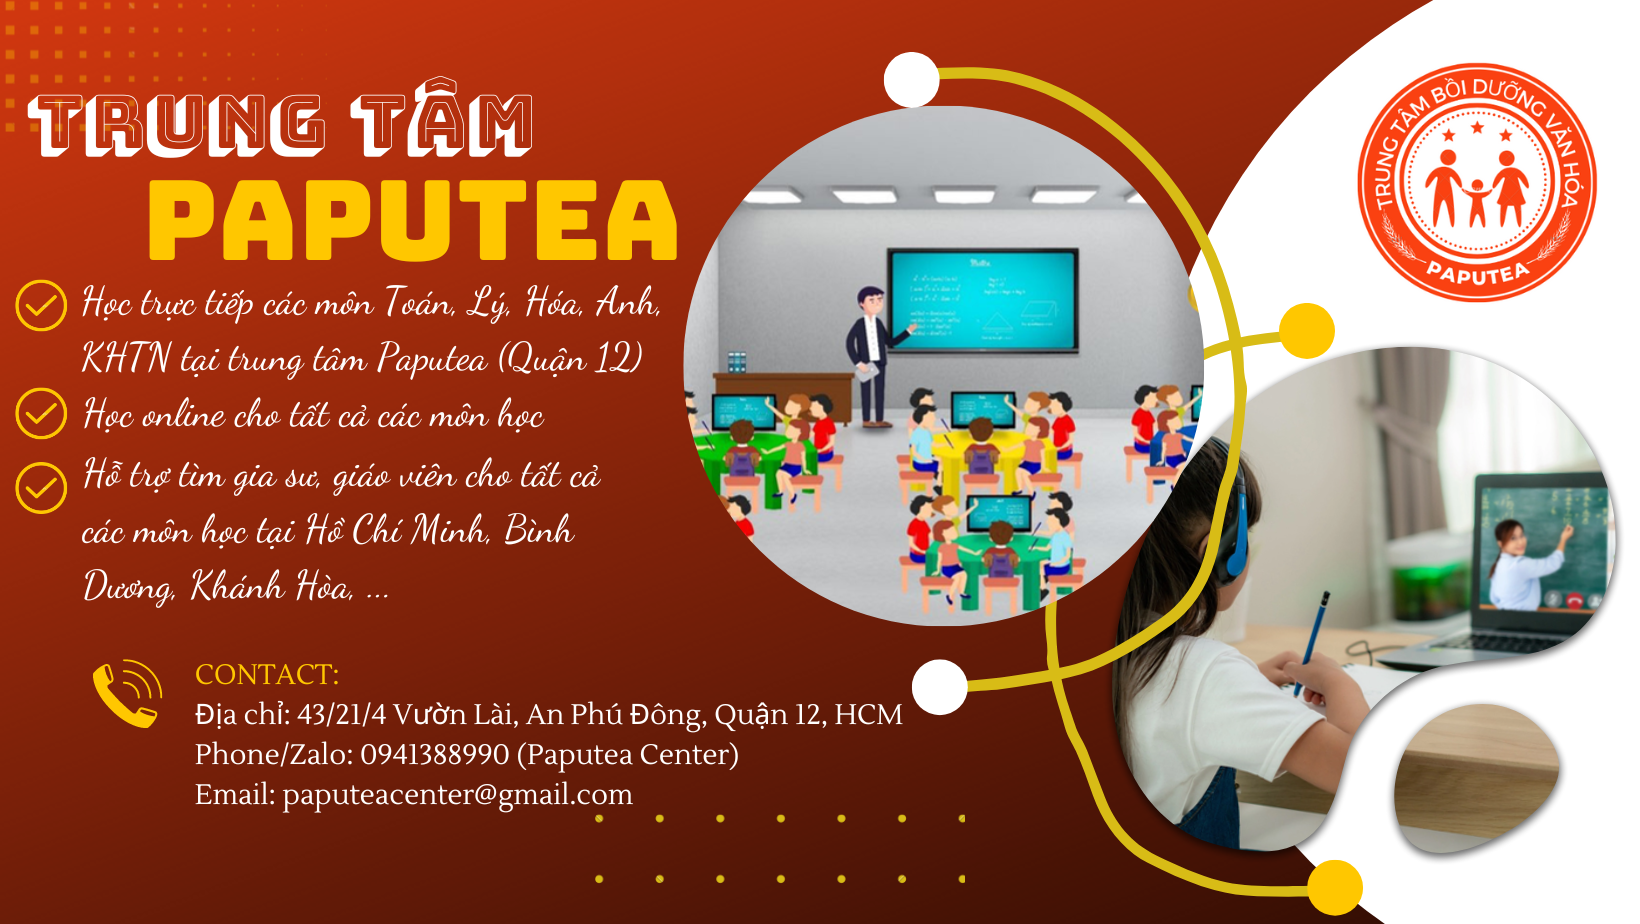 TRUNG TÂM
PAPUTEA
Học trực tiếp các môn Toán, Lý, Hóa, Anh,
KHTN tại trung tâm Paputea (Quận 12)
Học online cho tất cả các môn học
Hỗ trợ tìm gia sư, giáo viên cho tất cả
các môn học tại Hồ Chí Minh, Bình
Dương, Khánh Hòa, ...
CONTACT:
Địa chỉ: 43/21/4 Vườn Lài, An Phú Đông, Quận 12, HCM
Phone/Zalo: 0941388990 (Paputea Center)
Email: paputeacenter@gmail.com
TRUNG TÂM BỒI DƯỠNG VĂN HÓA
PAPUTEA